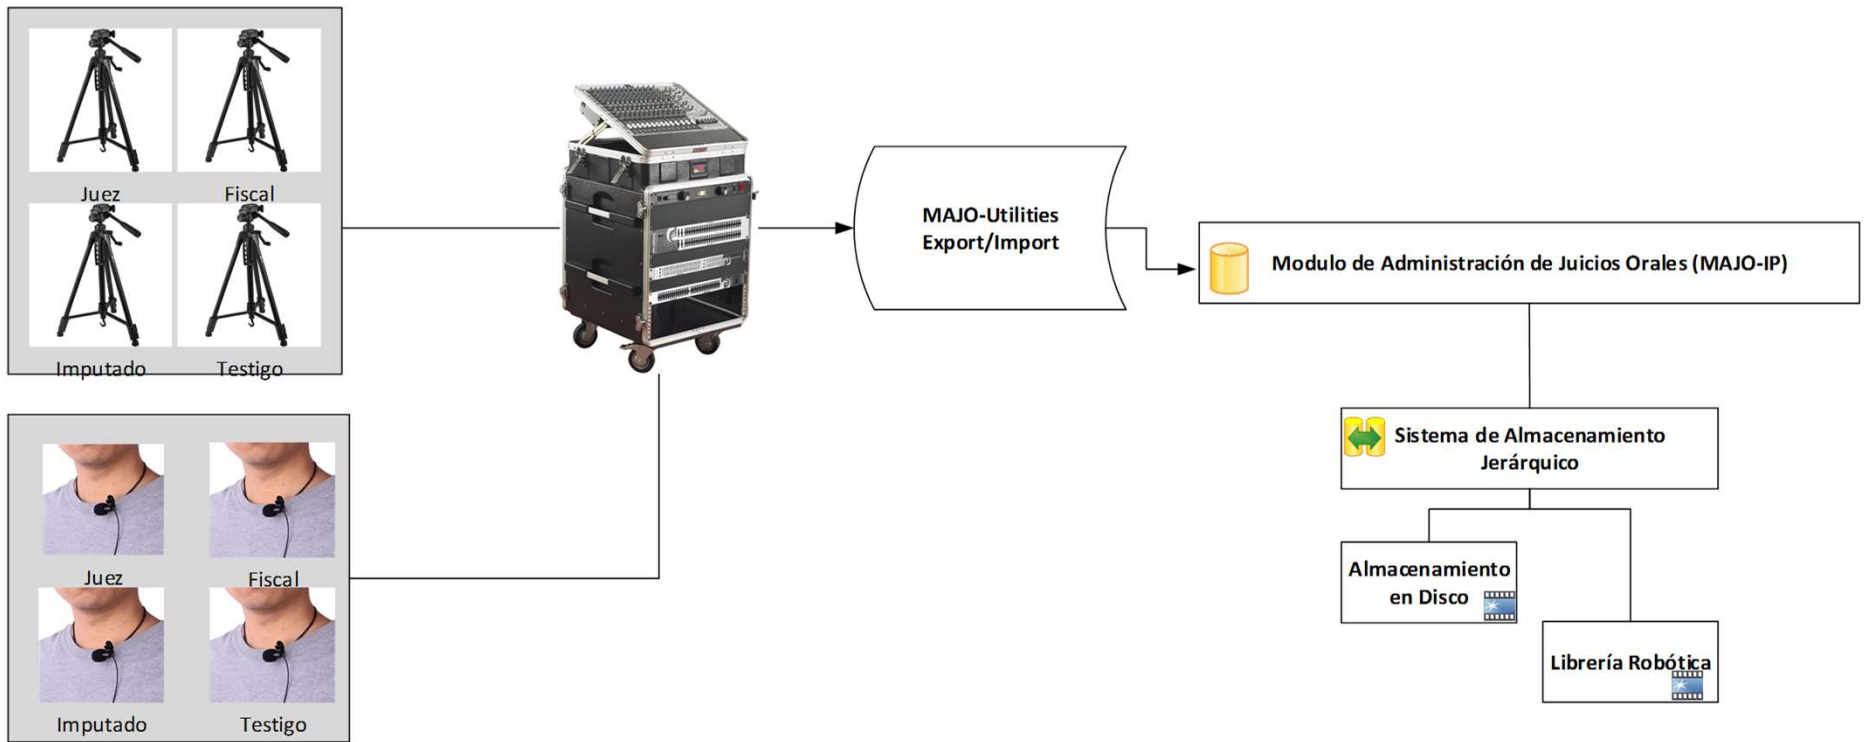 Juez
Fiscal
Imputado
Testigo
MAJO-Utilities
Export/Import
Modulo de Administración de Juicios Orales (MAJO-IP)
Sistema de Almacenamiento
Jerárquico
Juez
Fiscal
Imputado
Testigo
Almacenamiento
en Disco
Librería Robótica